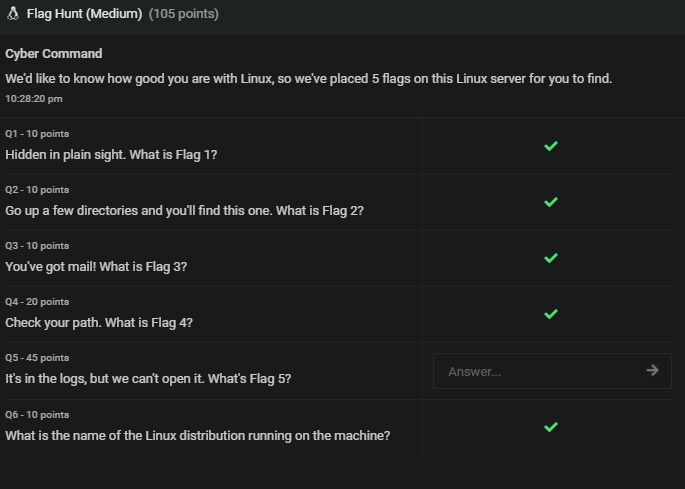 Flag Hunt (Medium) (105 points)
Cyber Command
We'd like to know how good you are with Linux, so we've placed 5 flags on this Linux server for you to find.
10:28:20 pm
Q1 - 10 points
Hidden in plain sight. What is Flag 1?
Q2 - 10 points
Go up a few directories and you'll find this one. What is Flag 2?
Q3 - 10 points
You've got mail! What is Flag 3?
Q4 - 20 points
Check your path. What is Flag 4?
Q5 - 45 points
It's in the logs, but we can't open it. What's Flag 5?
Answer...
Q6 - 10 points
What is the name of the Linux distribution running on the machine?